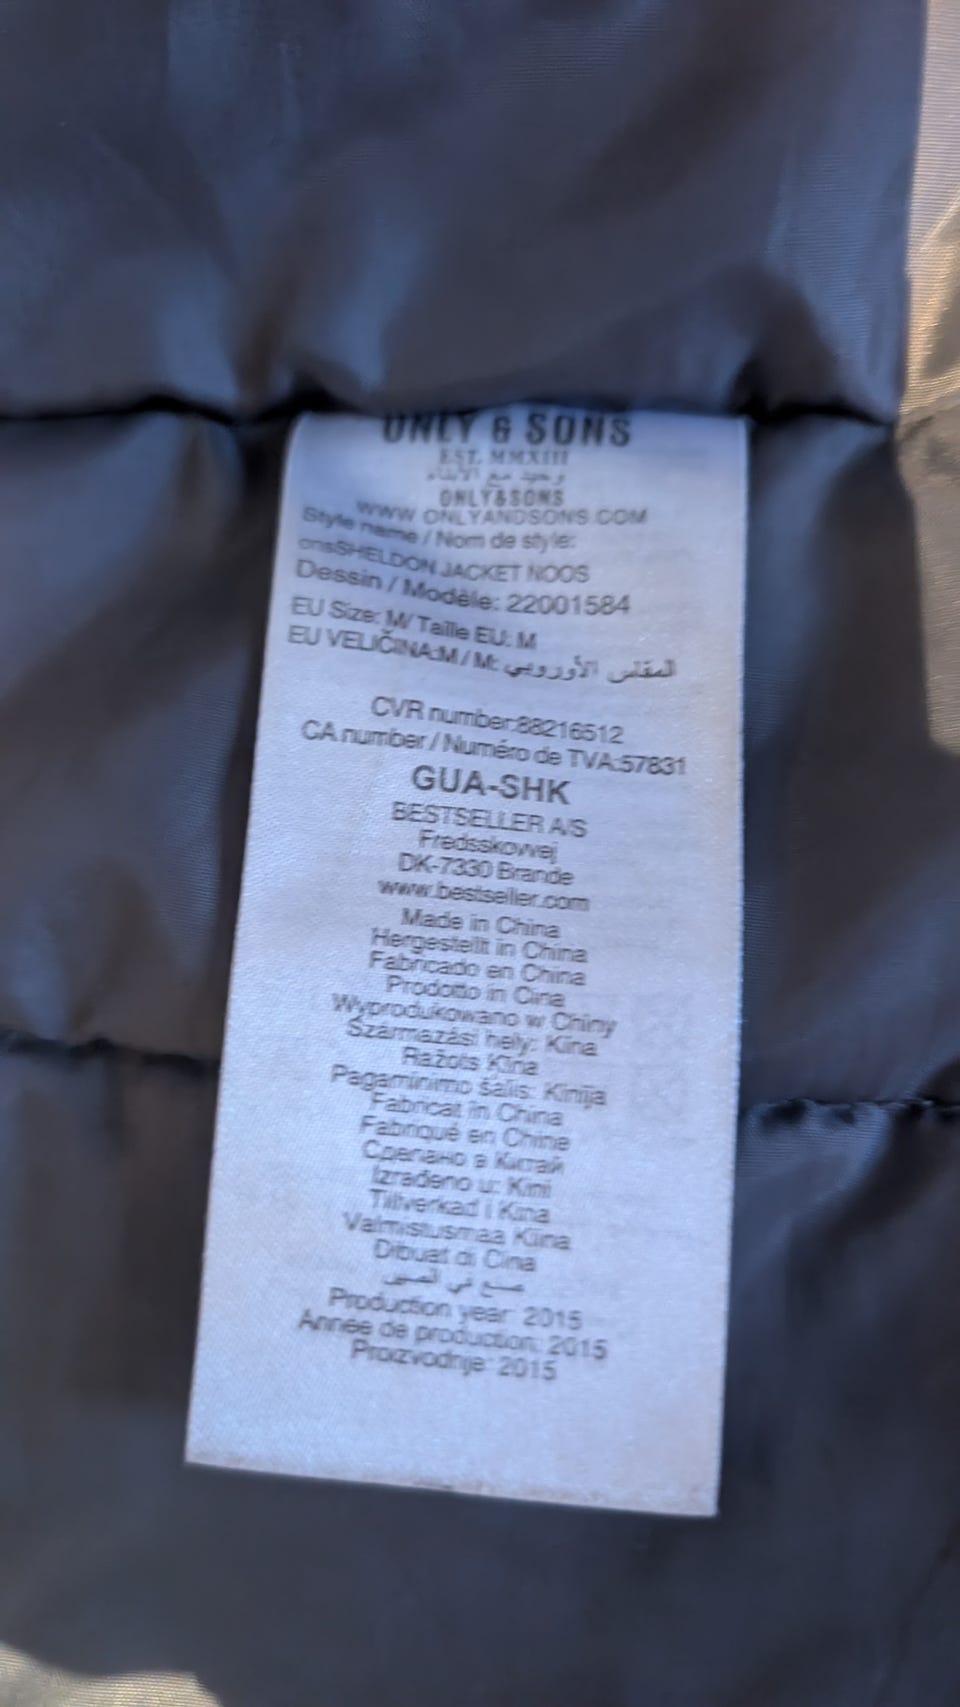 ONLY & SONS
EST. MMXIII
وحيد مع الأبناء
ONLY&SONS
WWW.ONLYANDSONS.COM
Style name / Nom de style:
onsSHELDON JACKET NOOS
Dessin / Modèle: 22001584
EU Size: M/ Taille EU: M
EU VELIČINA:M / M: المقاس الأوروبي
CVR number:88216512
CA number / Numéro de TVA:57831
GUA-SHK
BESTSELLER A/S
Fredsskovvej
DK-7330 Brande
www.bestseller.com
Made in China
Hergestellt in China
Fabricado en China
Prodotto in Cina
Wyprodukowano w Chiny
Származási hely: Kína
Ražots Ķīna
Pagaminimo šalis: Kinija
Fabricat in China
Fabriqué en Chine
Сделано в Китай
Izrađeno u: Kini
Tillverkad i Kina
Valmistusmaa Kiina
Dibuat di Cina
صنع في الصين
Production year: 2015
Année de production: 2015
Proizvodnje: 2015